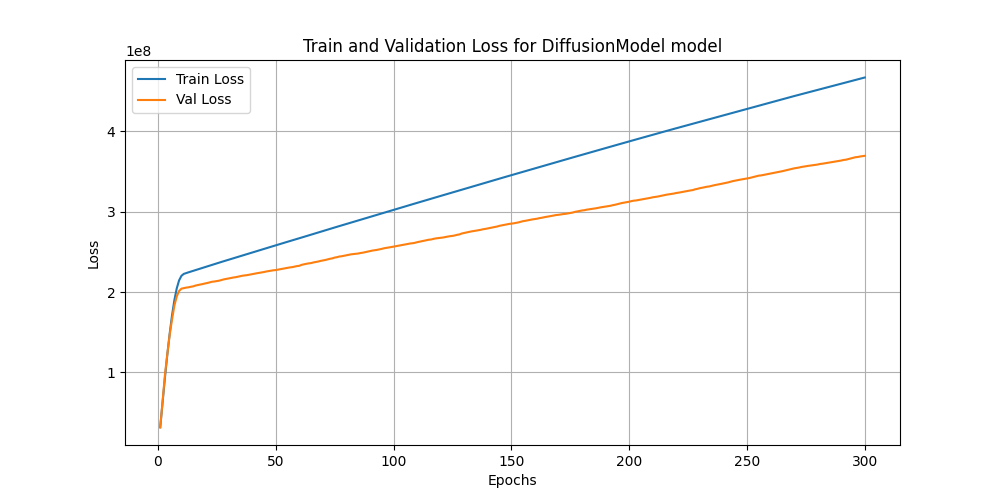 Train and Validation Loss for DiffusionModel model
1e8
Train Loss
Val Loss
4
3
2
1
Loss
0 50 100 150 200 250 300
Epochs